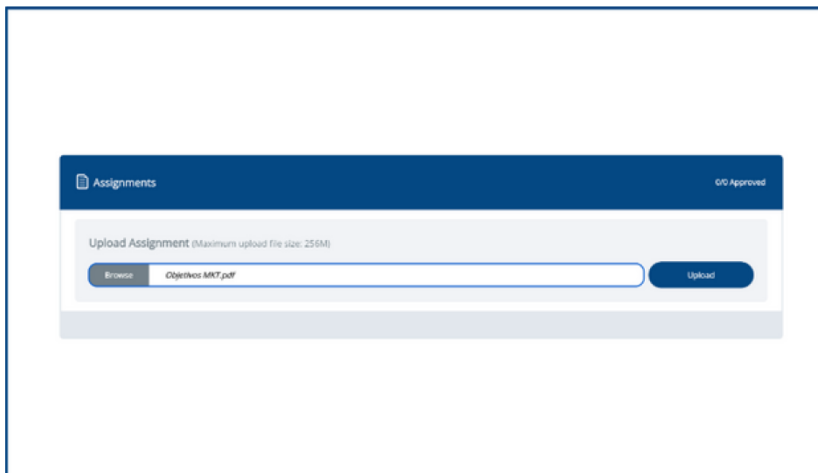 Assignments
0/0 Approved
Upload Assignment (Maximum upload file size: 256M)
Browse Objetivos MKT.pdf Upload